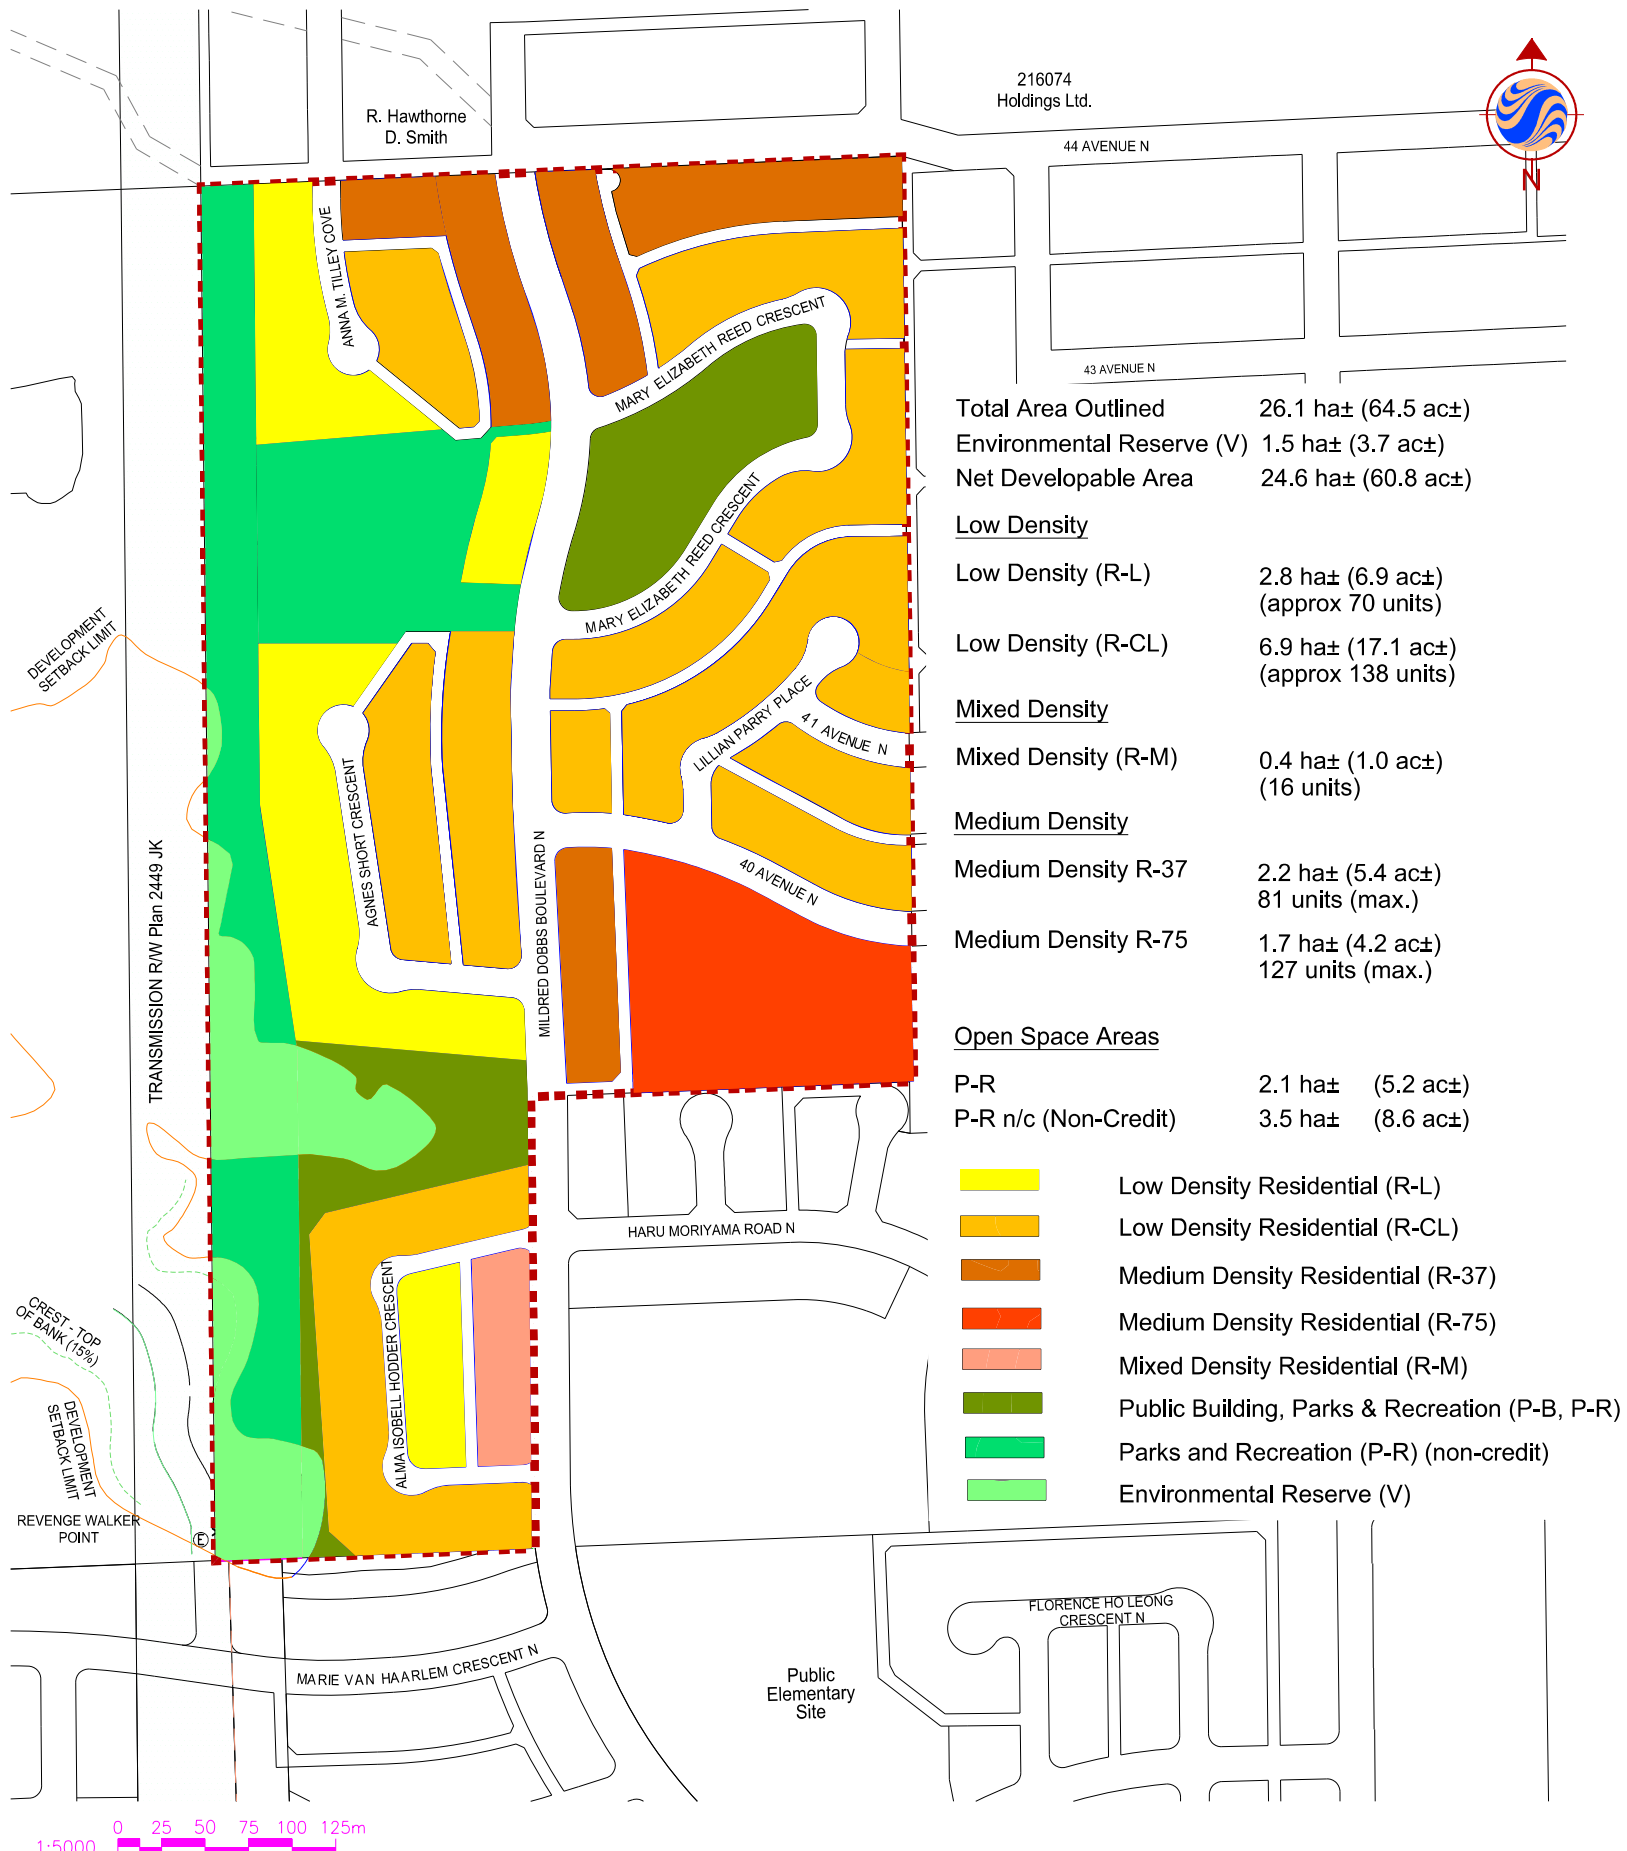 R. Hawthorne
D. Smith
216074
Holdings Ltd.
44 AVENUE N
N
ANNA M. TILLEY COVE
MARY ELIZABETH REED CRESCENT
43 AVENUE N
Total Area Outlined 26.1 ha± (64.5 ac±)
Environmental Reserve (V) 1.5 ha± (3.7 ac±)
Net Developable Area 24.6 ha± (60.8 ac±)
Low Density
Low Density (R-L) 2.8 ha± (6.9 ac±)
(approx 70 units)
Low Density (R-CL) 6.9 ha± (17.1 ac±)
(approx 138 units)
Mixed Density
Mixed Density (R-M) 0.4 ha± (1.0 ac±)
(16 units)
Medium Density
Medium Density R-37 2.2 ha± (5.4 ac±)
81 units (max.)
Medium Density R-75 1.7 ha± (4.2 ac±)
127 units (max.)
Open Space Areas
P-R 2.1 ha± (5.2 ac±)
P-R n/c (Non-Credit) 3.5 ha± (8.6 ac±)
Low Density Residential (R-L)
Low Density Residential (R-CL)
Medium Density Residential (R-37)
Medium Density Residential (R-75)
Mixed Density Residential (R-M)
Public Building, Parks & Recreation (P-B, P-R)
Parks and Recreation (P-R) (non-credit)
Environmental Reserve (V)
MARY ELIZABETH REED CRESCENT
DEVELOPMENT
SETBACK LIMIT
LILLIAN PARRY PLACE
41 AVENUE N
AGNES SHORT CRESCENT
MILDRED DOBBS BOULEVARD N
40 AVENUE N
TRANSMISSION R/W Plan 2449 JK
HARU MORIYAMA ROAD N
ALMA ISOBELL HODDER CRESCENT
CREST - TOP
OF BANK (15%)
DEVELOPMENT
SETBACK LIMIT
REVENGE WALKER
POINT
E
FLORENCE HO LEONG
CRESCENT N
MARIE VAN HAARLEM CRESCENT N
Public
Elementary
Site
0 25 50 75 100 125m
1:5000